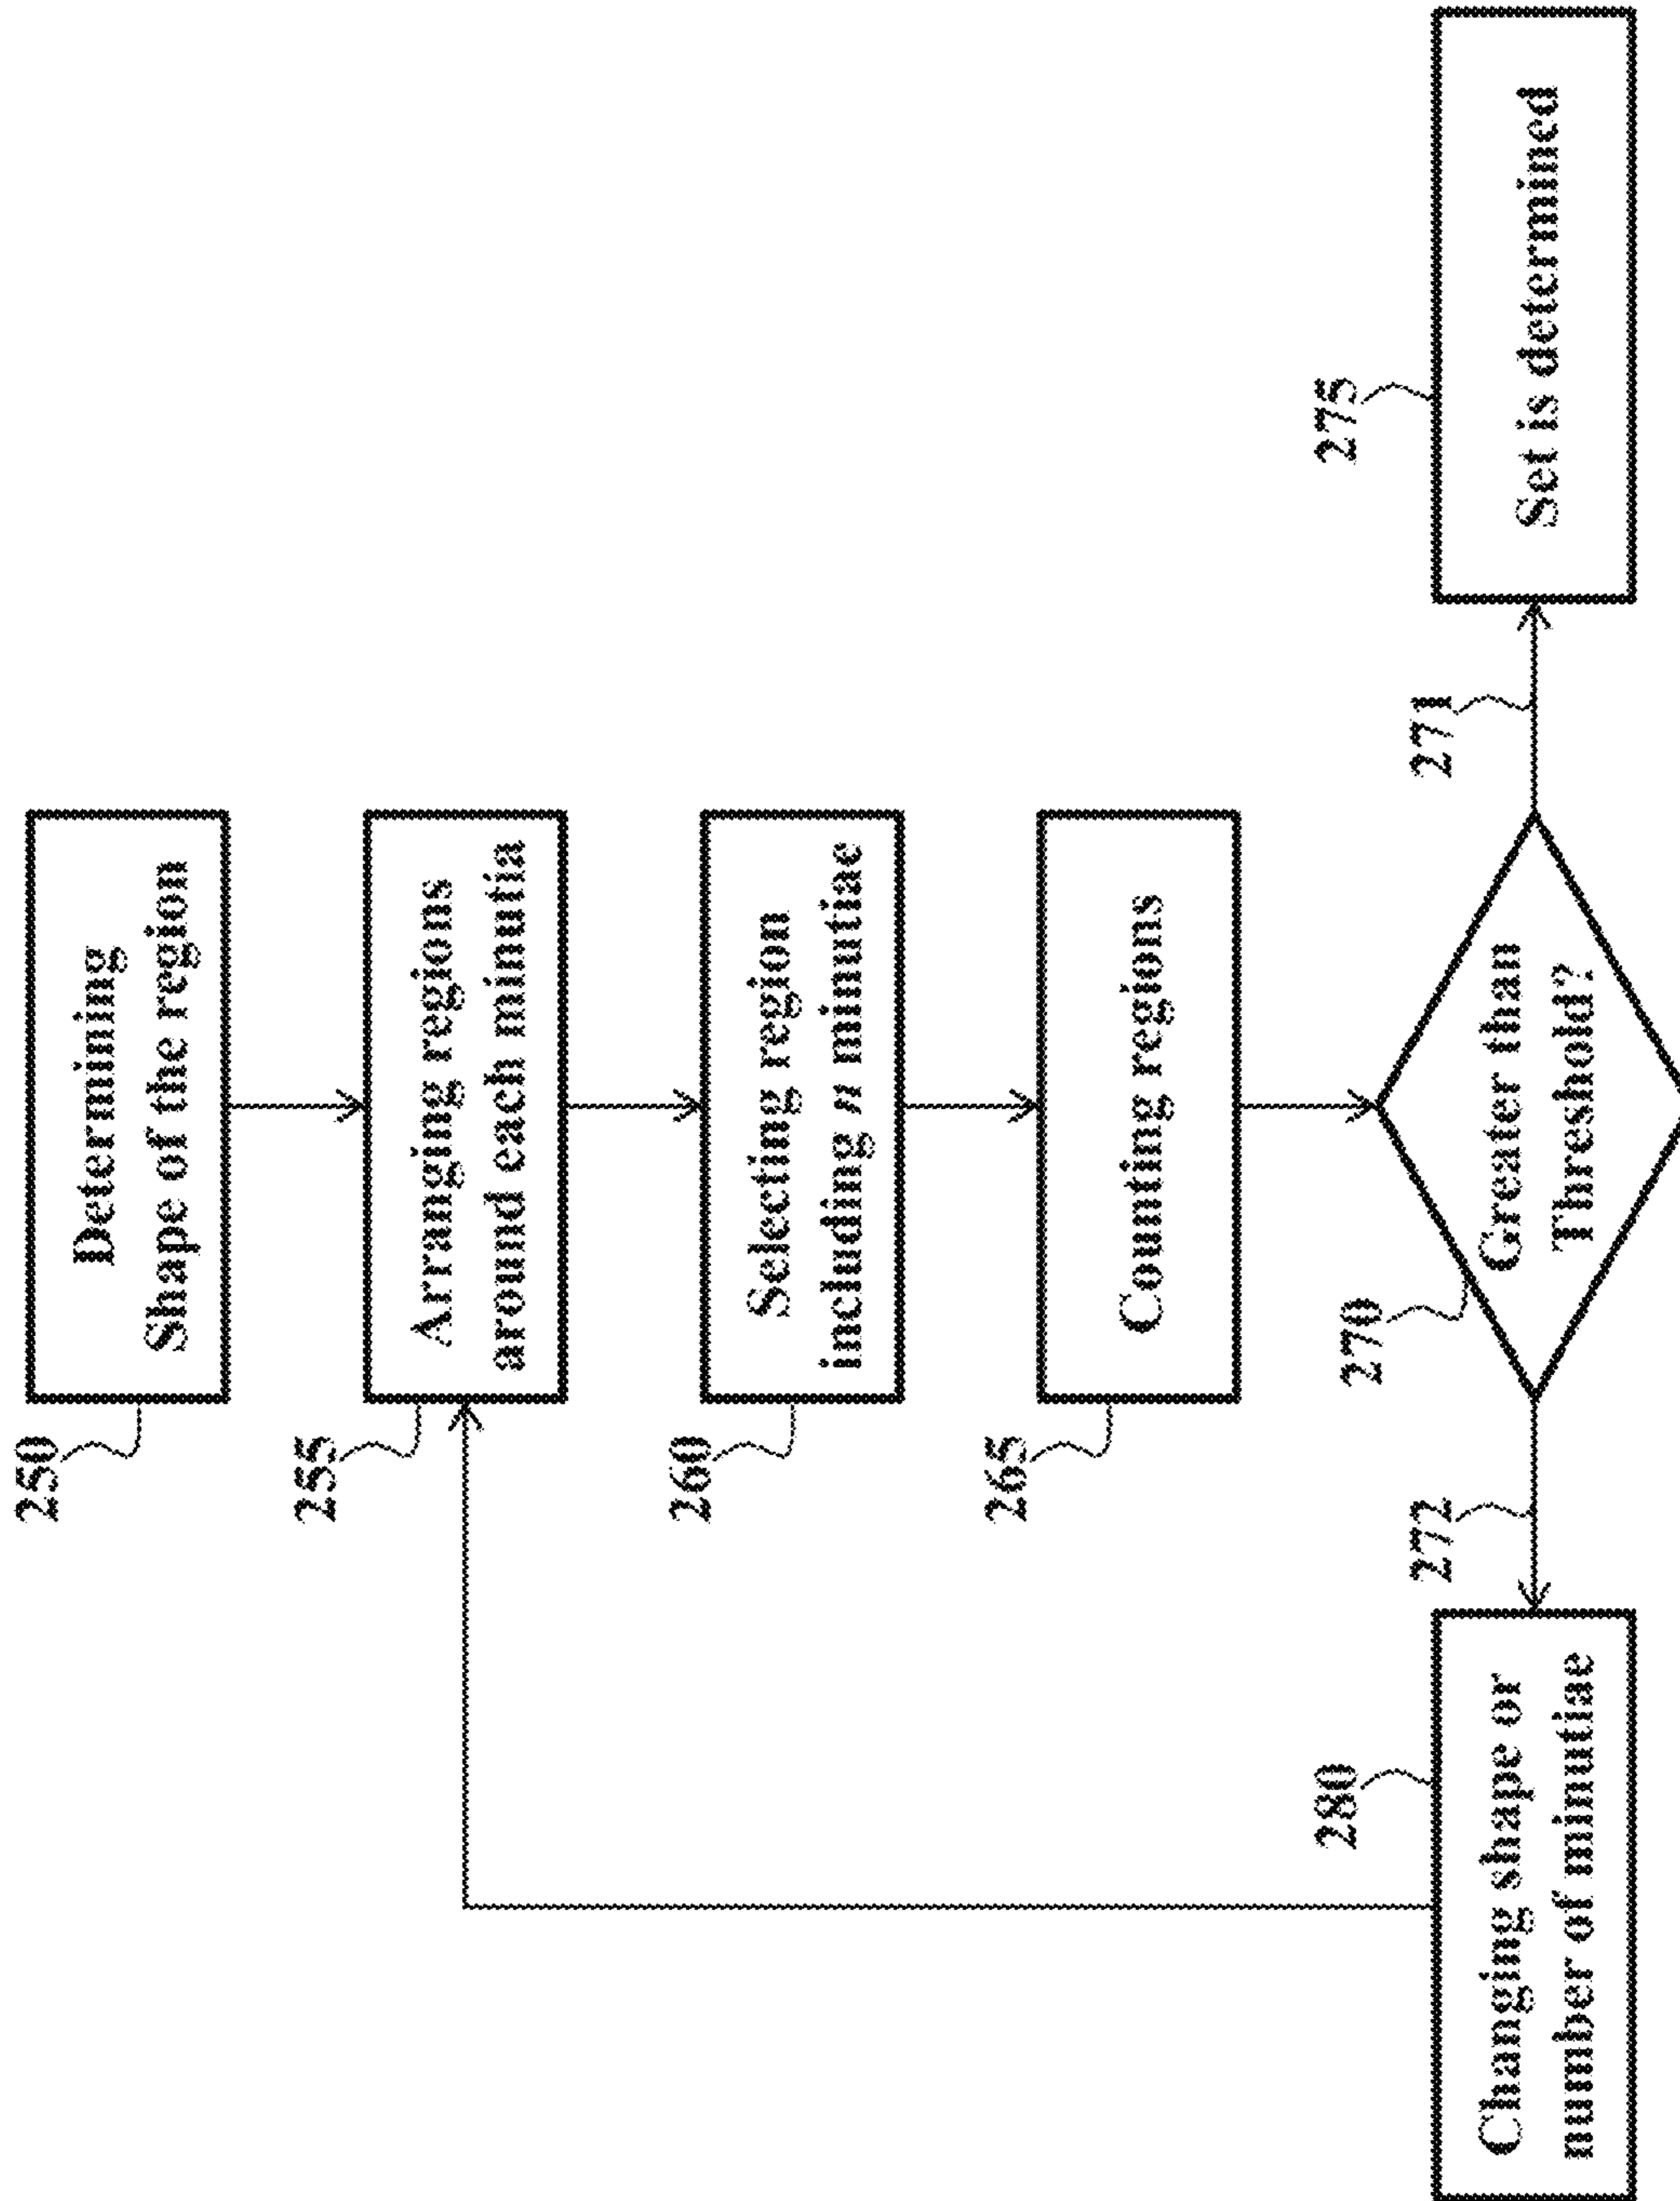 250
Determining
Shape of the region
255
Arranging regions
around each minutia
260
Selecting region
including n minutiae
265
Counting regions
270
Greater than
Threshold?
272
271
280
Changing shape or
number of minutiae
275
Set is determined